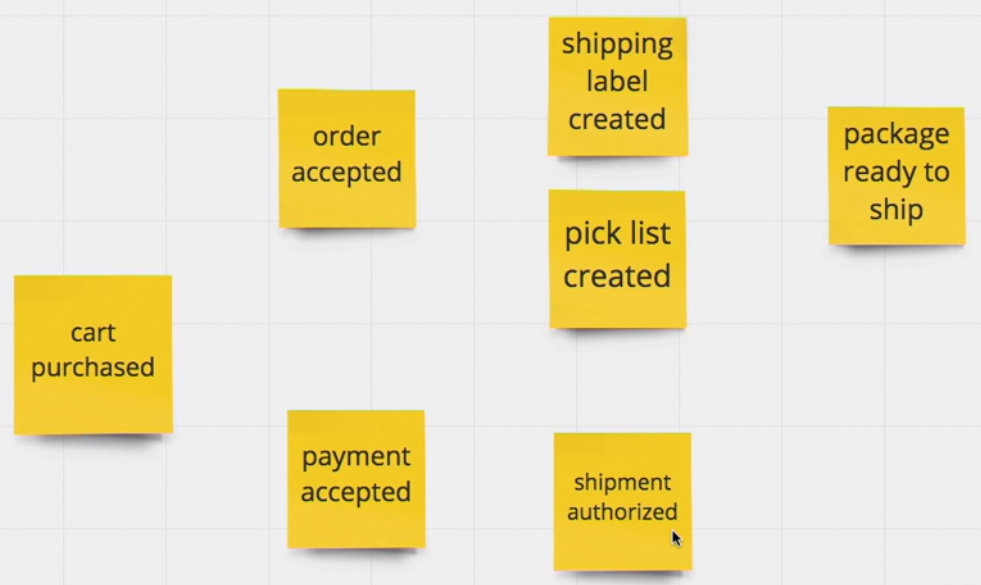 cart
purchased
order
accepted
payment
accepted
shipping
label
created
pick list
created
shipment
authorized
package
ready to
ship